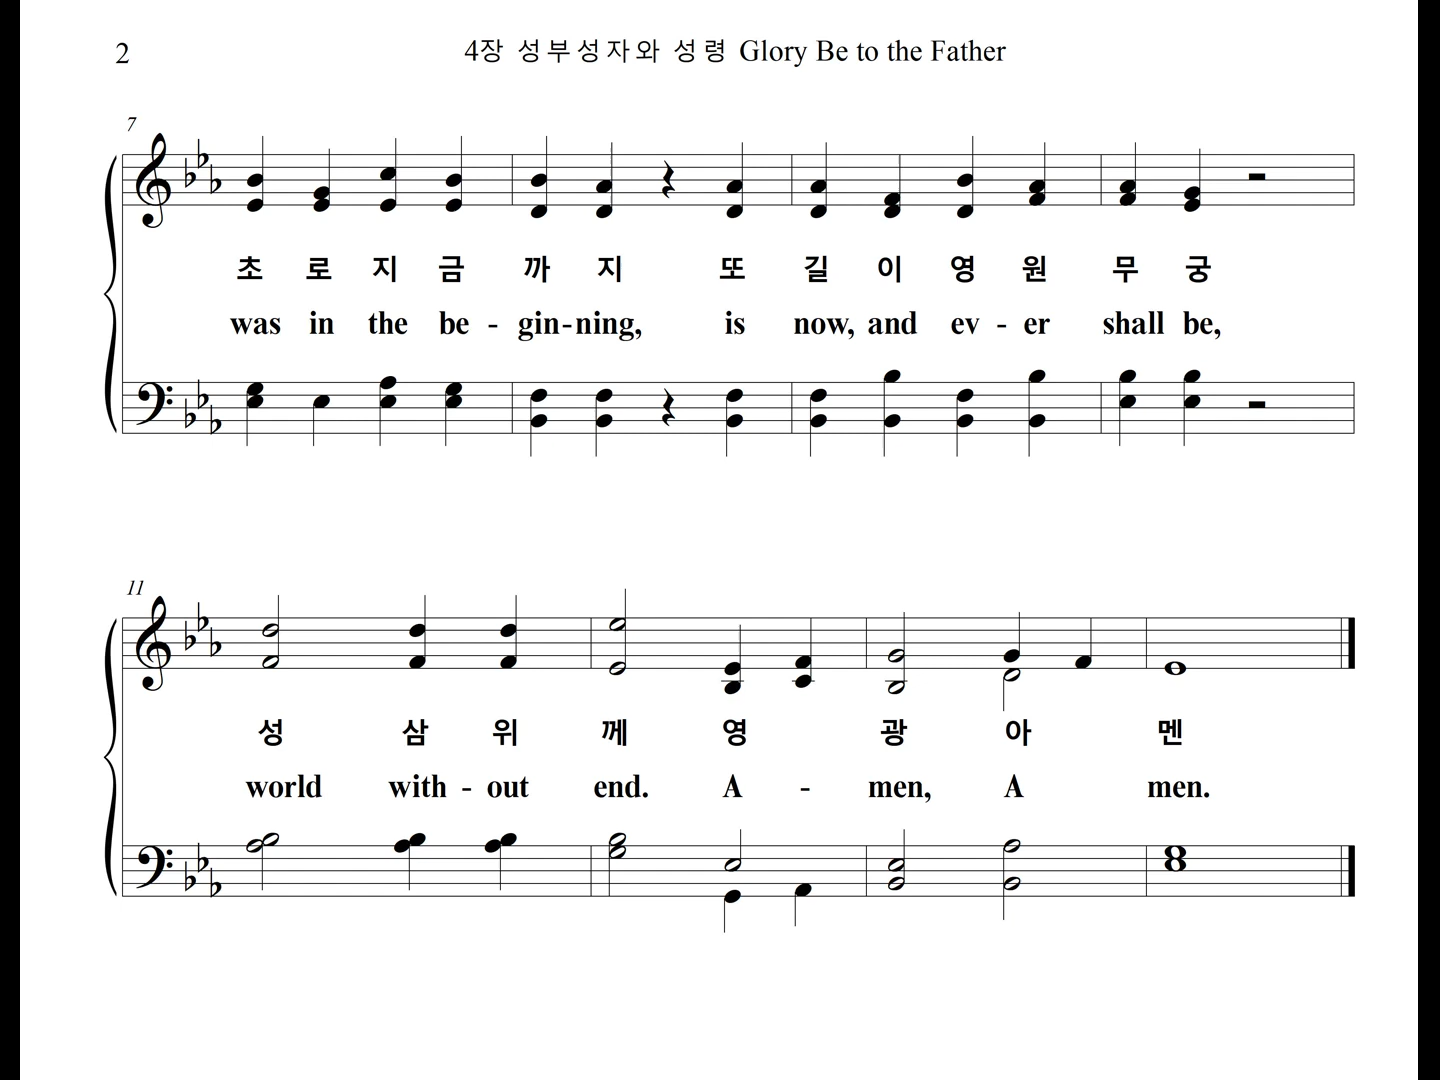 2
4장 성부성자와 성령 Glory Be to the Father
7
초 로 지 금 까 지 또 길 이 영 원 무 궁
was in the be - gin-ning, is now, and ev - er shall be,
11
성 삼 위 께 영 광 아 멘
world with - out end. A - men, A men.